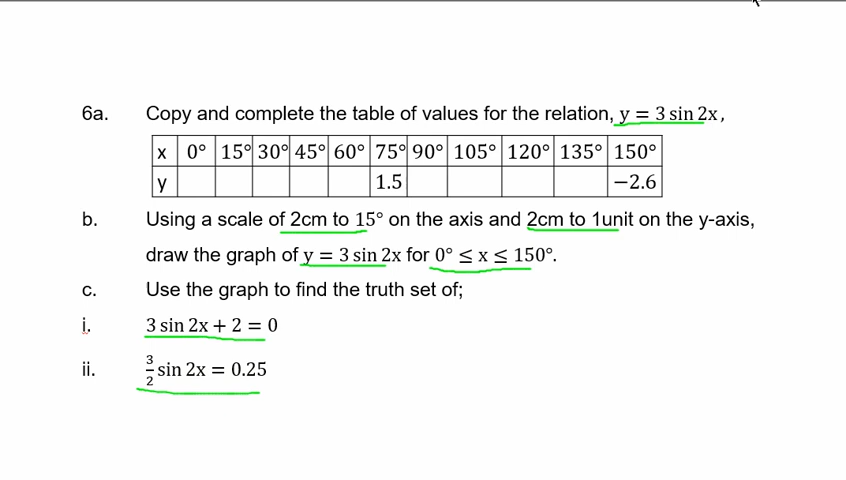 6a. Copy and complete the table of values for the relation, y = 3 sin 2x,
x 0° 15° 30° 45° 60° 75° 90° 105° 120° 135° 150°
y 1.5 −2.6
b. Using a scale of 2cm to 15° on the axis and 2cm to 1unit on the y-axis,
draw the graph of y = 3 sin 2x for 0° ≤ x ≤ 150°.
c. Use the graph to find the truth set of;
i. 3 sin 2x + 2 = 0
ii. 3/2 sin 2x = 0.25